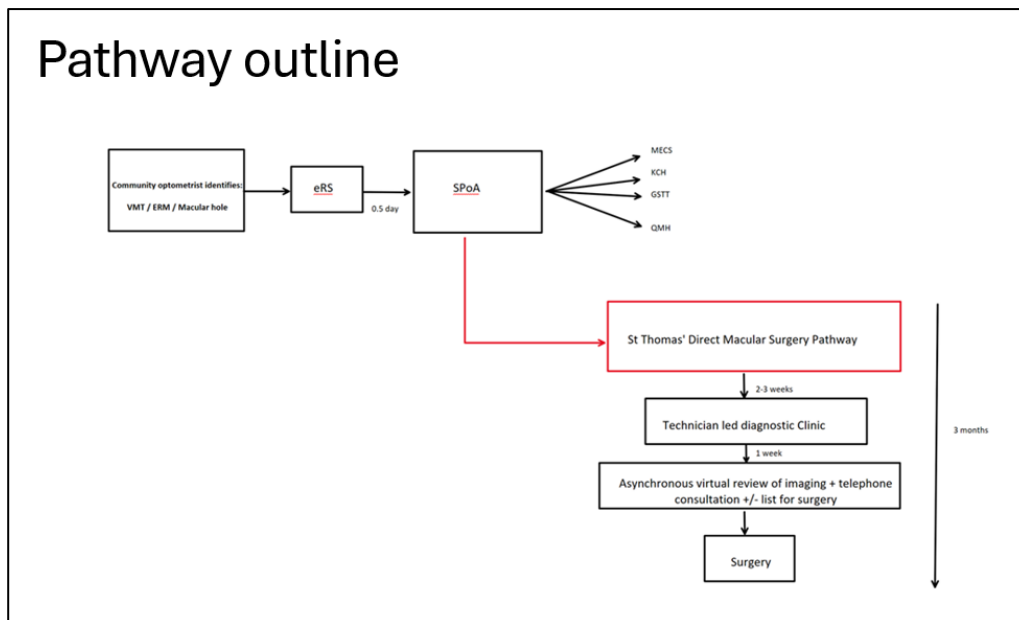 Pathway outline
Community optometrist identifies:
VMT / ERM / Macular hole
eRS
0.5 day
SPoA
MECS
KCH
GSTT
QMH
St Thomas' Direct Macular Surgery Pathway
2-3 weeks
Technician led diagnostic Clinic
1 week
Asynchronous virtual review of imaging + telephone
consultation +/- list for surgery
Surgery
3 months